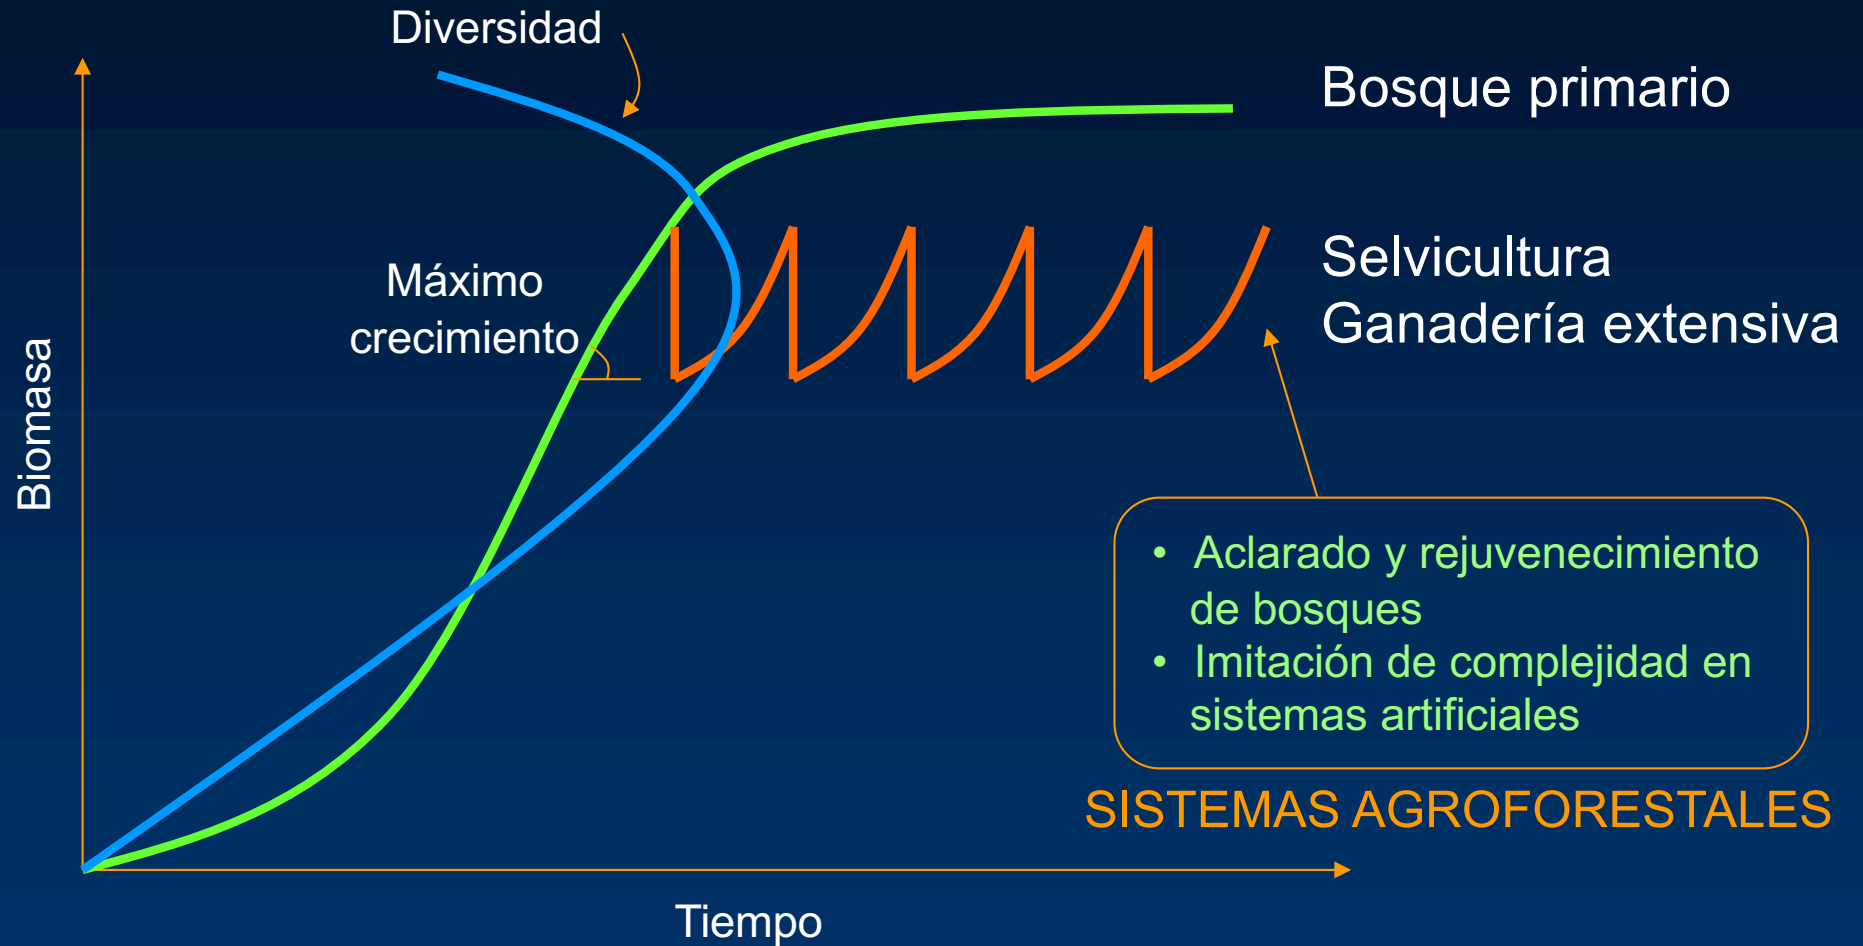 Diversidad
Bosque primario
Selvicultura
Ganadería extensiva
Máximo
crecimiento
Biomasa
• Aclarado y rejuvenecimiento
de bosques
• Imitación de complejidad en
sistemas artificiales
SISTEMAS AGROFORESTALES
Tiempo